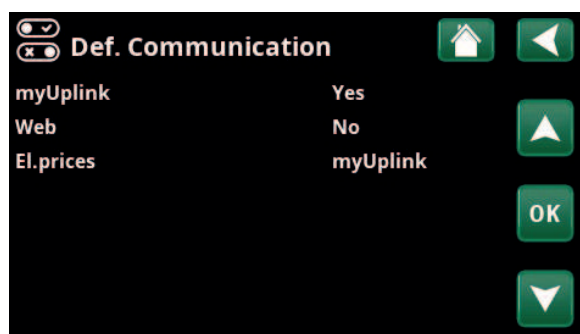 Def. Communication
myUplink Yes
Web No
El.prices myUplink
OK